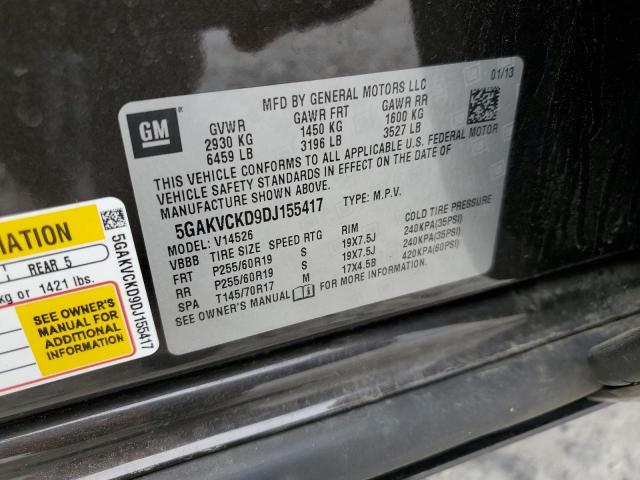 MFD BY GENERAL MOTORS LLC
01/13
GM
GVWR GAWR FRT GAWR RR
2930 KG 1450 KG 1600 KG
6459 LB 3196 LB 3527 LB
THIS VEHICLE CONFORMS TO ALL APPLICABLE U.S. FEDERAL MOTOR
VEHICLE SAFETY STANDARDS IN EFFECT ON THE DATE OF
MANUFACTURE SHOWN ABOVE.
5GAKVCKD9DJ155417 TYPE: M.P.V.
MODEL: V14526
VBBB TIRE SIZE SPEED RTG RIM COLD TIRE PRESSURE
FRT P255/60R19 S 19X7.5J 240KPA(35PSI)
RR P255/60R19 S 19X7.5J 240KPA(35PSI)
SPA T145/70R17 M 17X4.5B 420KPA(60PSI)
SEE OWNER'S MANUAL FOR MORE INFORMATION
MATION
REAR 5
kg or 1421 lbs.
SEE OWNER'S
MANUAL FOR
ADDITIONAL
INFORMATION
5GAKVCKD9DJ155417